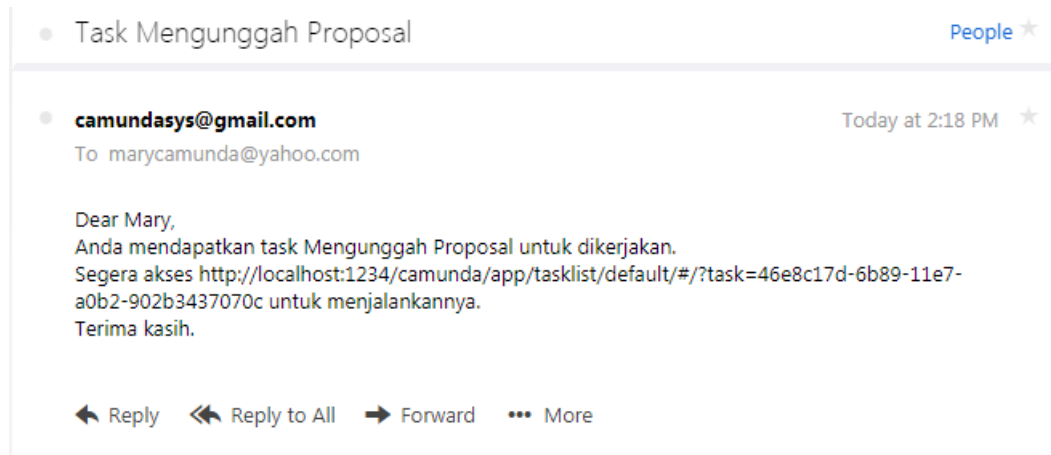 Task Mengunggah Proposal People
camundasys@gmail.com Today at 2:18 PM
To marycamunda@yahoo.com
Dear Mary,
Anda mendapatkan task Mengunggah Proposal untuk dikerjakan.
Segera akses http://localhost:1234/camunda/app/tasklist/default/#/?task=46e8c17d-6b89-11e7-
a0b2-902b3437070c untuk menjalankannya.
Terima kasih.
Reply Reply to All Forward More